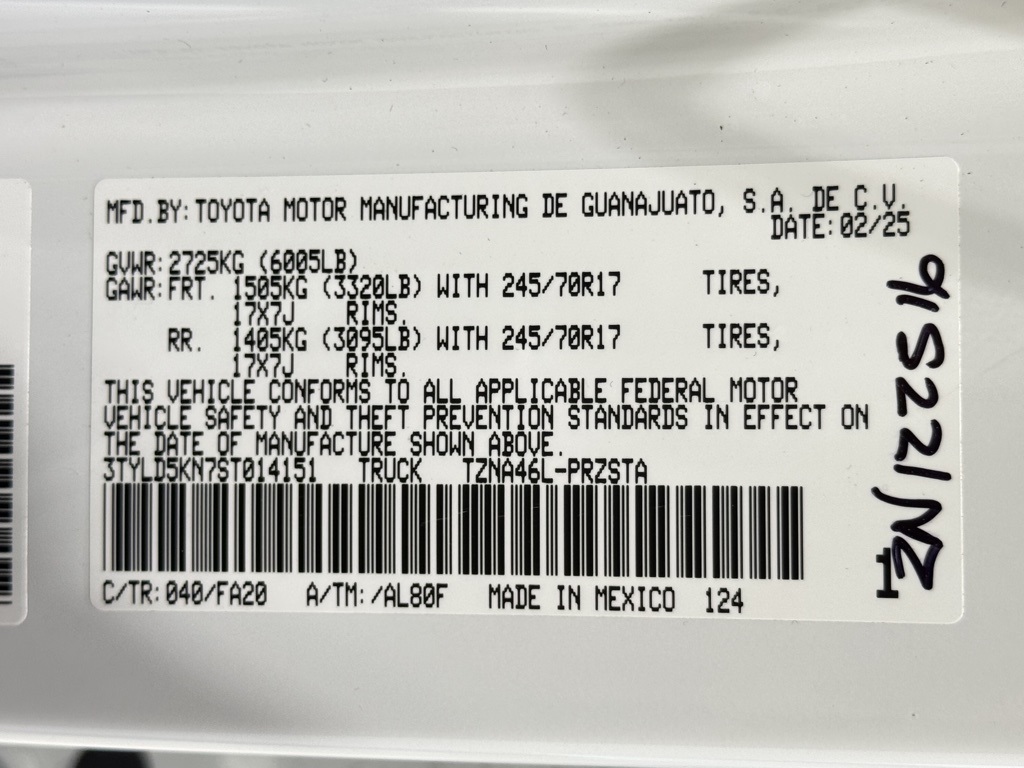 MFD.BY: TOYOTA MOTOR MANUFACTURING DE GUANAJUATO, S.A. DE C.V.
DATE: 02/25
GVWR: 2725KG (6005LB)
GAWR: FRT. 1505KG (3320LB) WITH 245/70R17 TIRES,
17X7J RIMS.
RR. 1405KG (3095LB) WITH 245/70R17 TIRES,
17X7J RIMS.
THIS VEHICLE CONFORMS TO ALL APPLICABLE FEDERAL MOTOR
VEHICLE SAFETY AND THEFT PREVENTION STANDARDS IN EFFECT ON
THE DATE OF MANUFACTURE SHOWN ABOVE.
3TYLD5KN7ST014151 TRUCK TZNA46L-PRZSTA
C/TR: 040/FA20 A/TM: /AL80F MADE IN MEXICO 124